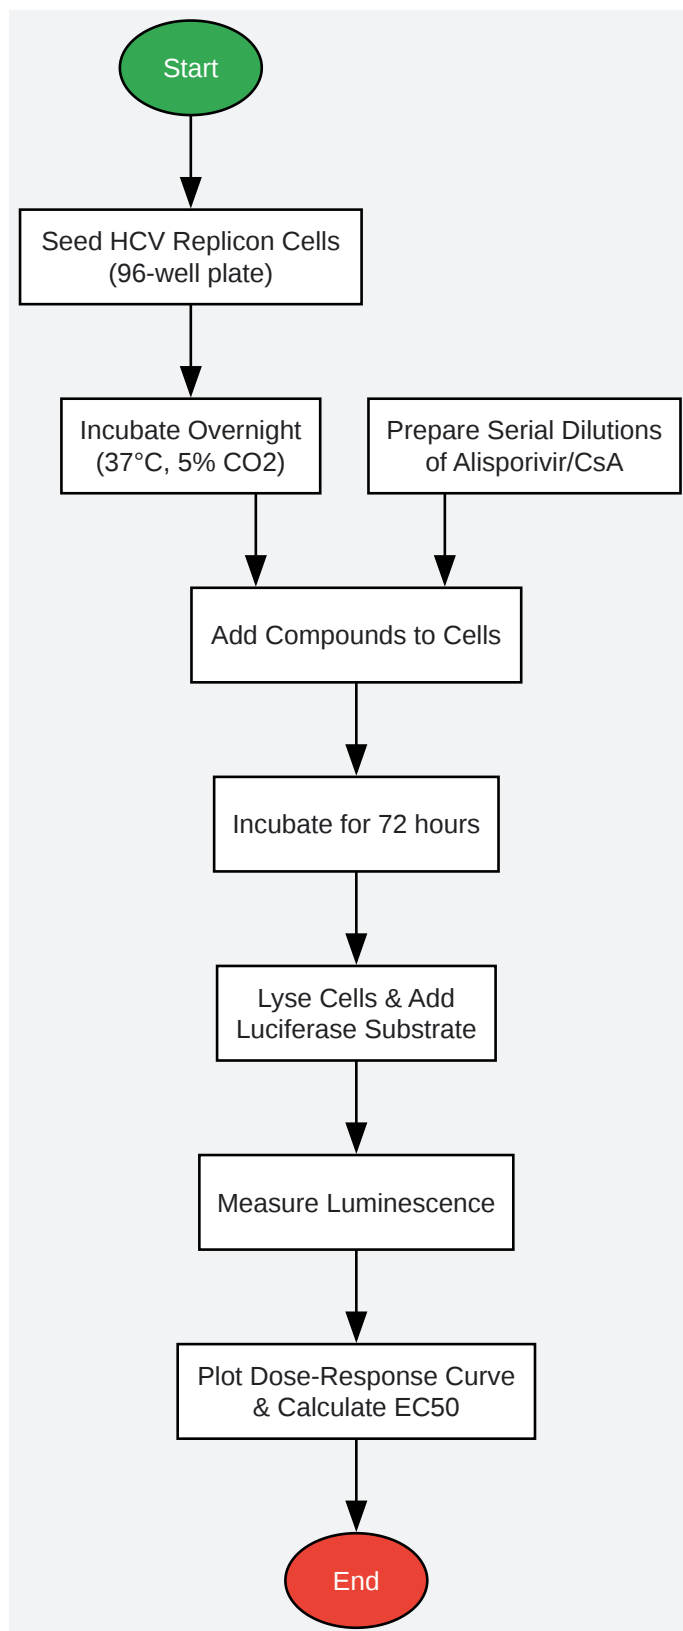 Start
Seed HCV Replicon Cells
(96-well plate)
Incubate Overnight
(37°C, 5% CO2)
Prepare Serial Dilutions
of Alisporivir/CsA
Add Compounds to Cells
Incubate for 72 hours
Lyse Cells & Add
Luciferase Substrate
Measure Luminescence
Plot Dose-Response Curve
& Calculate EC50
End